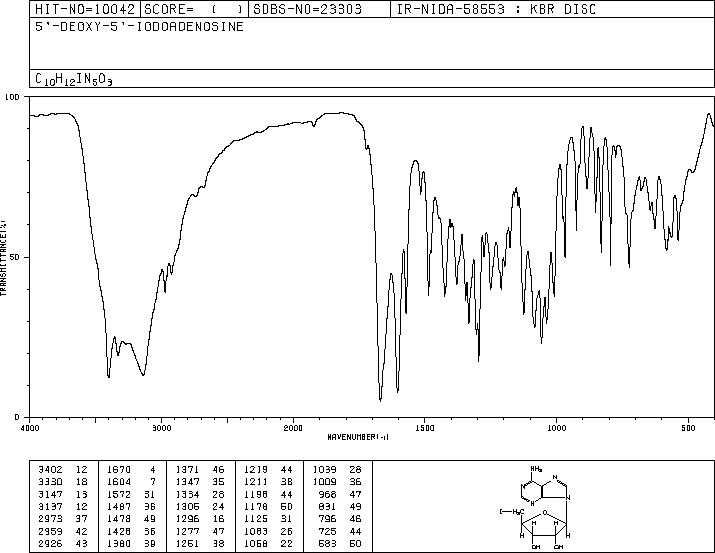 HIT-NO=10042 SCORE= ( ) SDBS-NO=23303 IR-NIDA-58553 : KBR DISC
5'-DEOXY-5'-IODOADENOSINE
C10H12IN5O3
100
50
0
TRANSMITTANCE(%)
4000 3000 2000 1500 1000 500
WAVENUMBER(-1)
3402 12 1670 4 1371 46 1219 44 1039 28
3330 18 1604 7 1347 35 1211 38 1009 36
3147 13 1572 31 1334 28 1198 44 968 47
3137 12 1487 36 1305 24 1178 50 831 49
2973 37 1478 49 1296 16 1125 31 796 46
2959 42 1428 36 1277 47 1083 26 725 44
2926 43 1380 39 1251 38 1058 22 583 50
NH2
N N
N N
I H2C O
H H
H H
OH OH